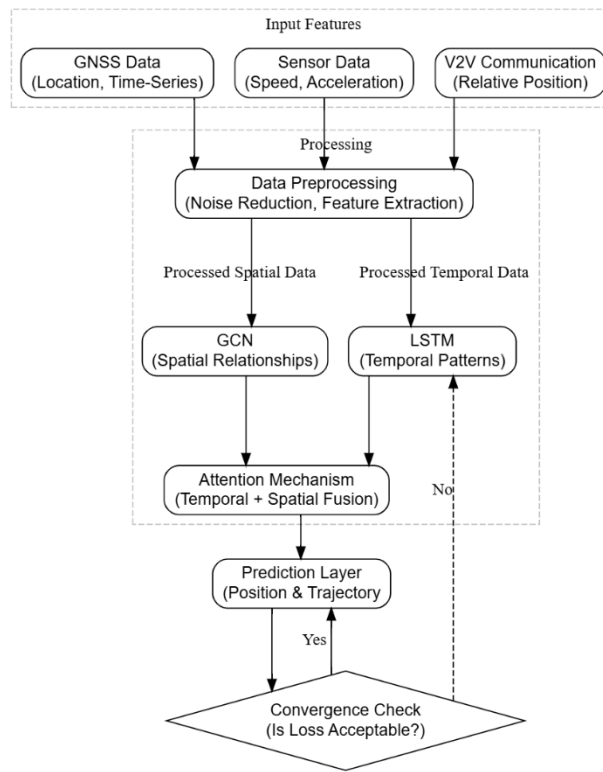 Input Features
GNSS Data
(Location, Time-Series)
Sensor Data
(Speed, Acceleration)
V2V Communication
(Relative Position)
Processing
Data Preprocessing
(Noise Reduction, Feature Extraction)
Processed Spatial Data
Processed Temporal Data
GCN
(Spatial Relationships)
LSTM
(Temporal Patterns)
Attention Mechanism
(Temporal + Spatial Fusion)
No
Prediction Layer
(Position & Trajectory
Yes
Convergence Check
(Is Loss Acceptable?)